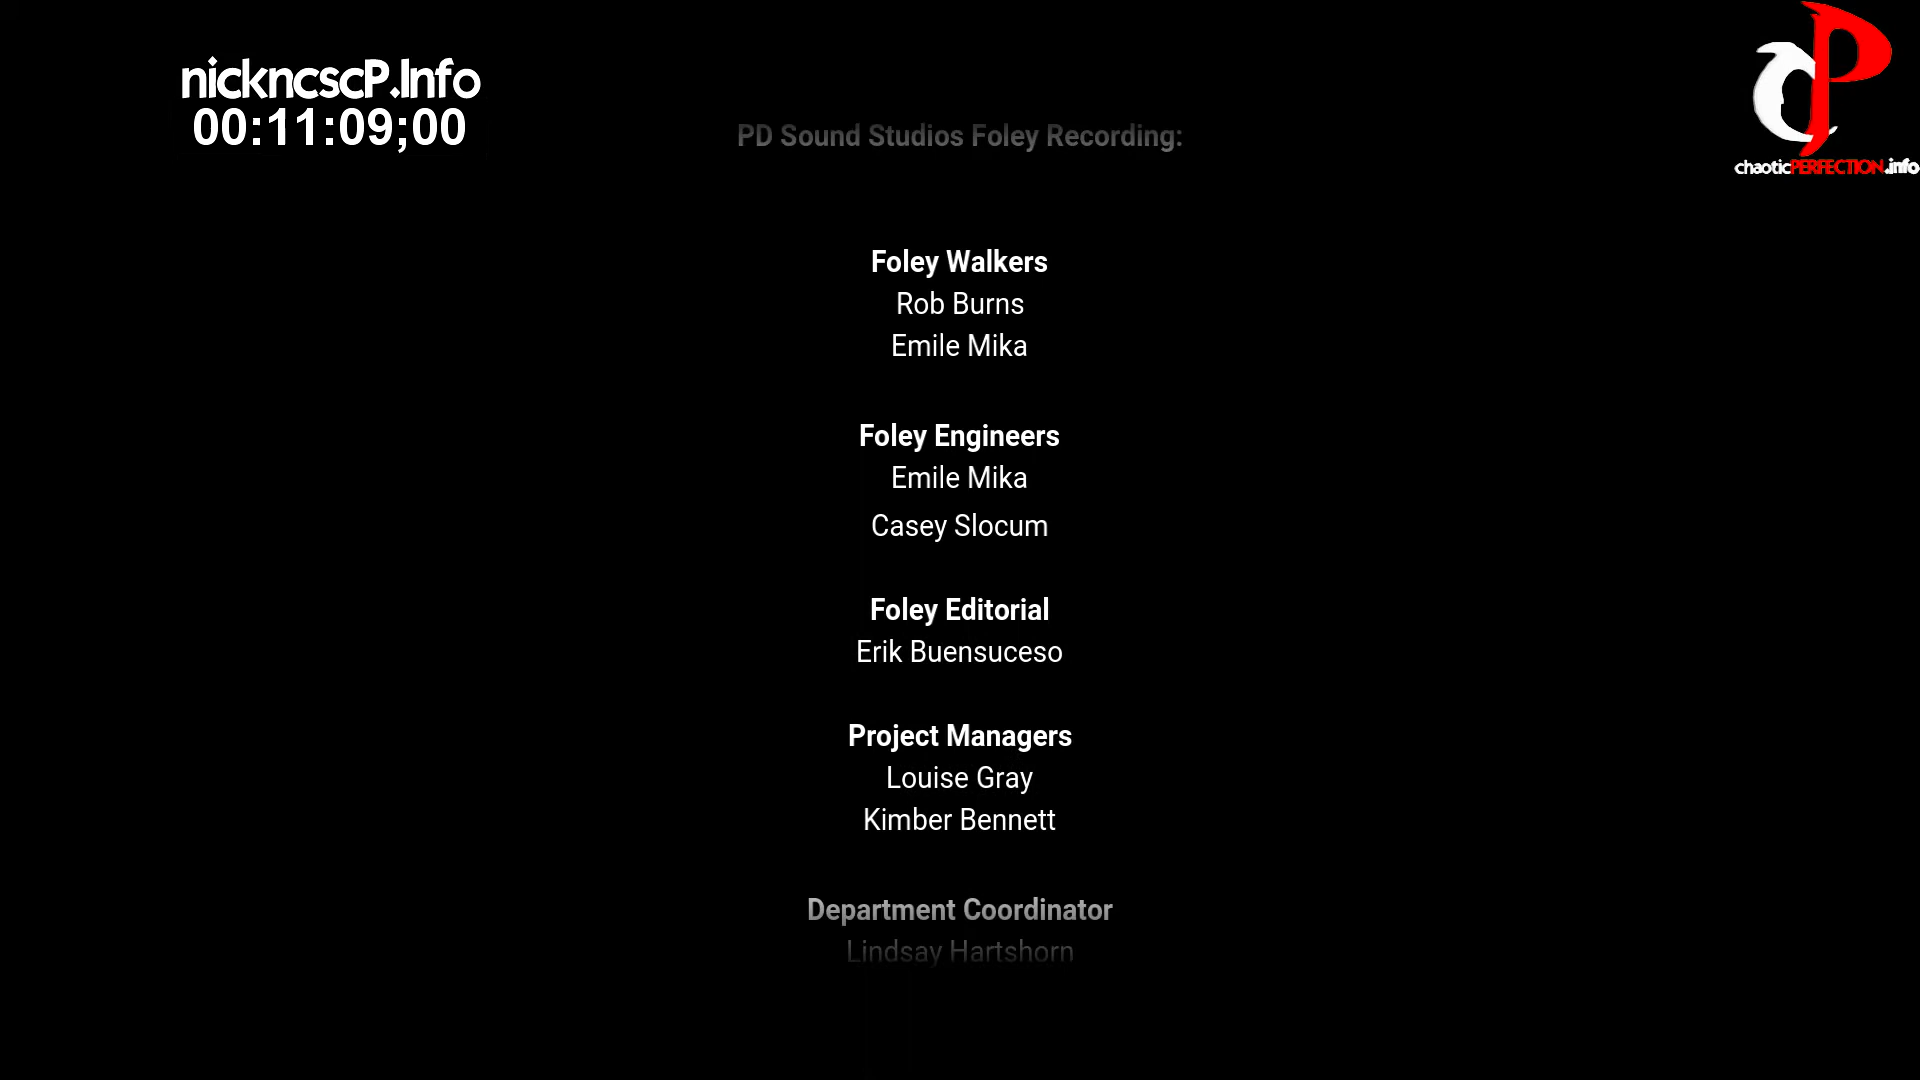 nickncscP.Info
00:11:09;00
chaoticPERFECTION.info
PD Sound Studios Foley Recording:
Foley Walkers
Rob Burns
Emile Mika
Foley Engineers
Emile Mika
Casey Slocum
Foley Editorial
Erik Buensuceso
Project Managers
Louise Gray
Kimber Bennett
Department Coordinator
Lindsay Hartshorn